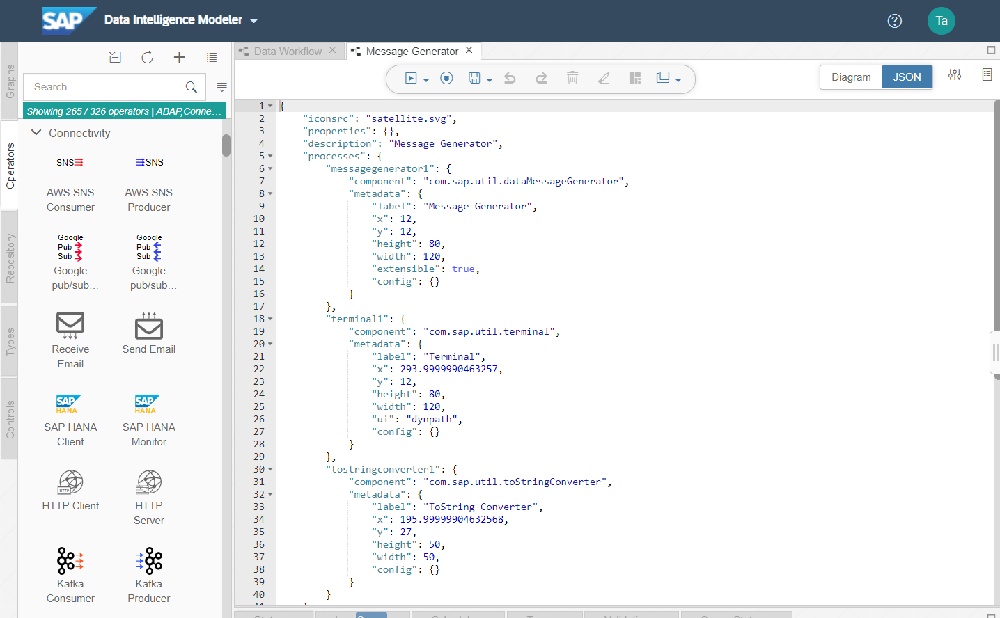 SAP Data Intelligence Modeler
Ta
Graphs
Operators
Repository
Types
Controls
Search
Showing 265 / 326 operators | ABAP,Conne...
Connectivity
SNS
SNS
AWS SNS Consumer
AWS SNS Producer
Google Pub Sub
Google Pub Sub
Google pub/sub...
Google pub/sub...
Receive Email
Send Email
SAP HANA
SAP HANA
SAP HANA Client
SAP HANA Monitor
HTTP
HTTP Client
HTTP Server
Kafka Consumer
Kafka Producer
Data Workflow
Message Generator
Diagram
JSON
1 {
2 "iconsrc": "satellite.svg",
3 "properties": {},
4 "description": "Message Generator",
5 "processes": {
6 "messagegenerator1": {
7 "component": "com.sap.util.dataMessageGenerator",
8 "metadata": {
9 "label": "Message Generator",
10 "x": 12,
11 "y": 12,
12 "height": 80,
13 "width": 120,
14 "extensible": true,
15 "config": {}
16 }
17 },
18 "terminal1": {
19 "component": "com.sap.util.terminal",
20 "metadata": {
21 "label": "Terminal",
22 "x": 293.9999990463257,
23 "y": 12,
24 "height": 80,
25 "width": 120,
26 "ui": "dynpath",
27 "config": {}
28 }
29 },
30 "tostringconverter1": {
31 "component": "com.sap.util.toStringConverter",
32 "metadata": {
33 "label": "ToString Converter",
34 "x": 195.99999904632568,
35 "y": 27,
36 "height": 50,
37 "width": 50,
38 "config": {}
39 }
40 }